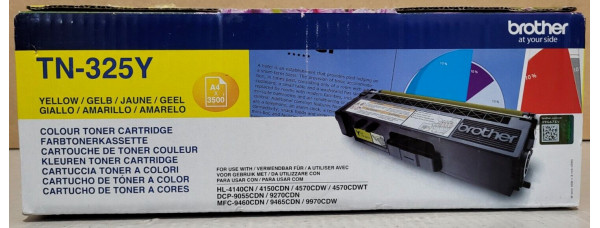 brother
at your side
TN-325Y
A4
3500
YELLOW / GELB / JAUNE / GEEL
GIALLO / AMARILLO / AMARELO
COLOUR TONER CARTRIDGE
FARBTONERKASSETTE
CARTOUCHE DE TONER COULEUR
KLEUREN TONER CARTRIDGE
CARTUCCIA TONER A COLORI
CARTUCHO DE TÓNER A COLOR
CARTUCHO DE TONER A CORES
brother
FOR USE WITH / VERWENDBAR FÜR / A UTILISER AVEC
VOOR GEBRUIK MET / DA UTILIZZARE CON
PARA USAR CON / PARA USAR COM
HL-4140CN / 4150CDN / 4570CDW / 4570CDWT
DCP-9055CDN / 9270CDN
MFC-9460CDN / 9465CDN / 9970CDW
10%
10%